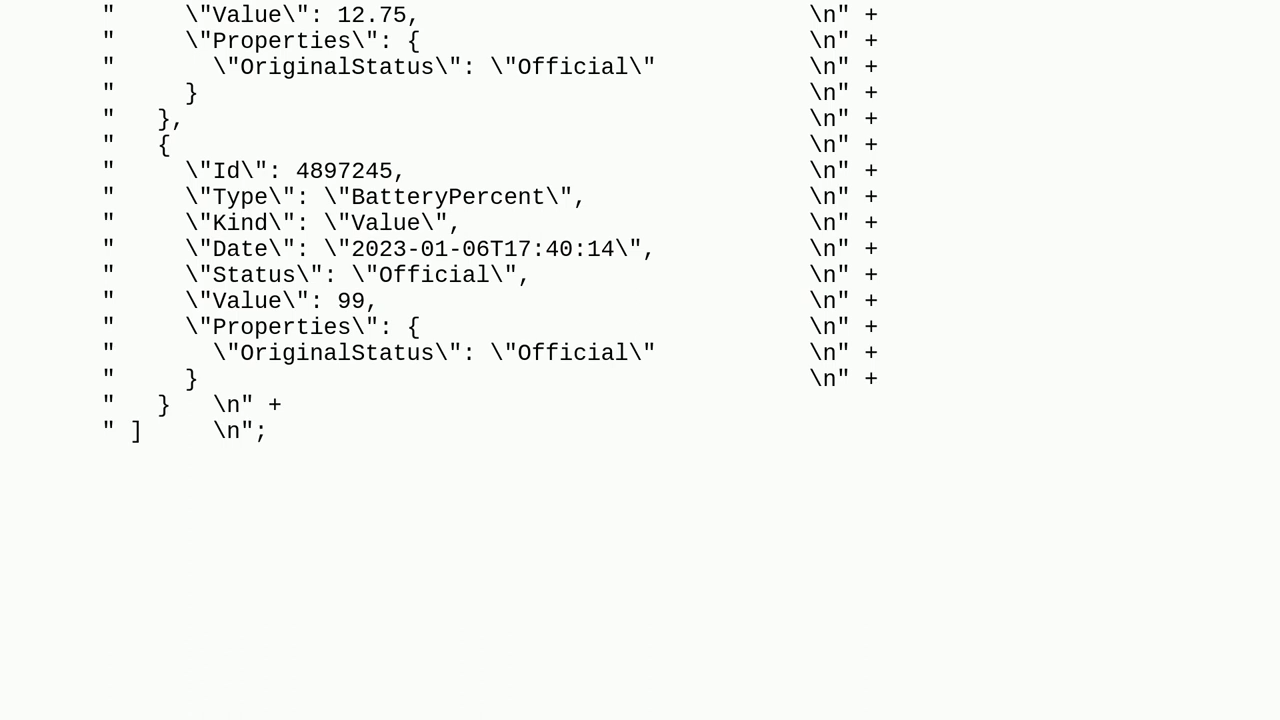 "     \"Value\": 12.75,                            \n" +
"     \"Properties\": {                            \n" +
"       \"OriginalStatus\": \"Official\"           \n" +
"     }                                            \n" +
"   },                                             \n" +
"   {                                              \n" +
"     \"Id\": 4897245,                             \n" +
"     \"Type\": \"BatteryPercent\",                \n" +
"     \"Kind\": \"Value\",                         \n" +
"     \"Date\": \"2023-01-06T17:40:14\",           \n" +
"     \"Status\": \"Official\",                    \n" +
"     \"Value\": 99,                               \n" +
"     \"Properties\": {                            \n" +
"       \"OriginalStatus\": \"Official\"           \n" +
"     }                                            \n" +
"   }   \n" +
" ]     \n";